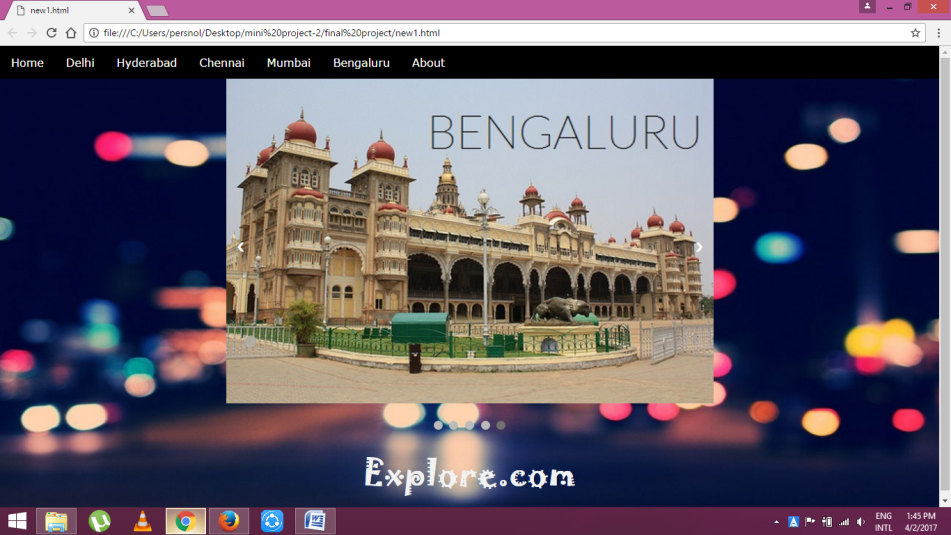 new1.html
file:///C:/Users/persnol/Desktop/mini%20project-2/final%20project/new1.html
Home Delhi Hyderabad Chennai Mumbai Bengaluru About
BENGALURU
Explore.com
ENG 1:45 PM
INTL 4/2/2017